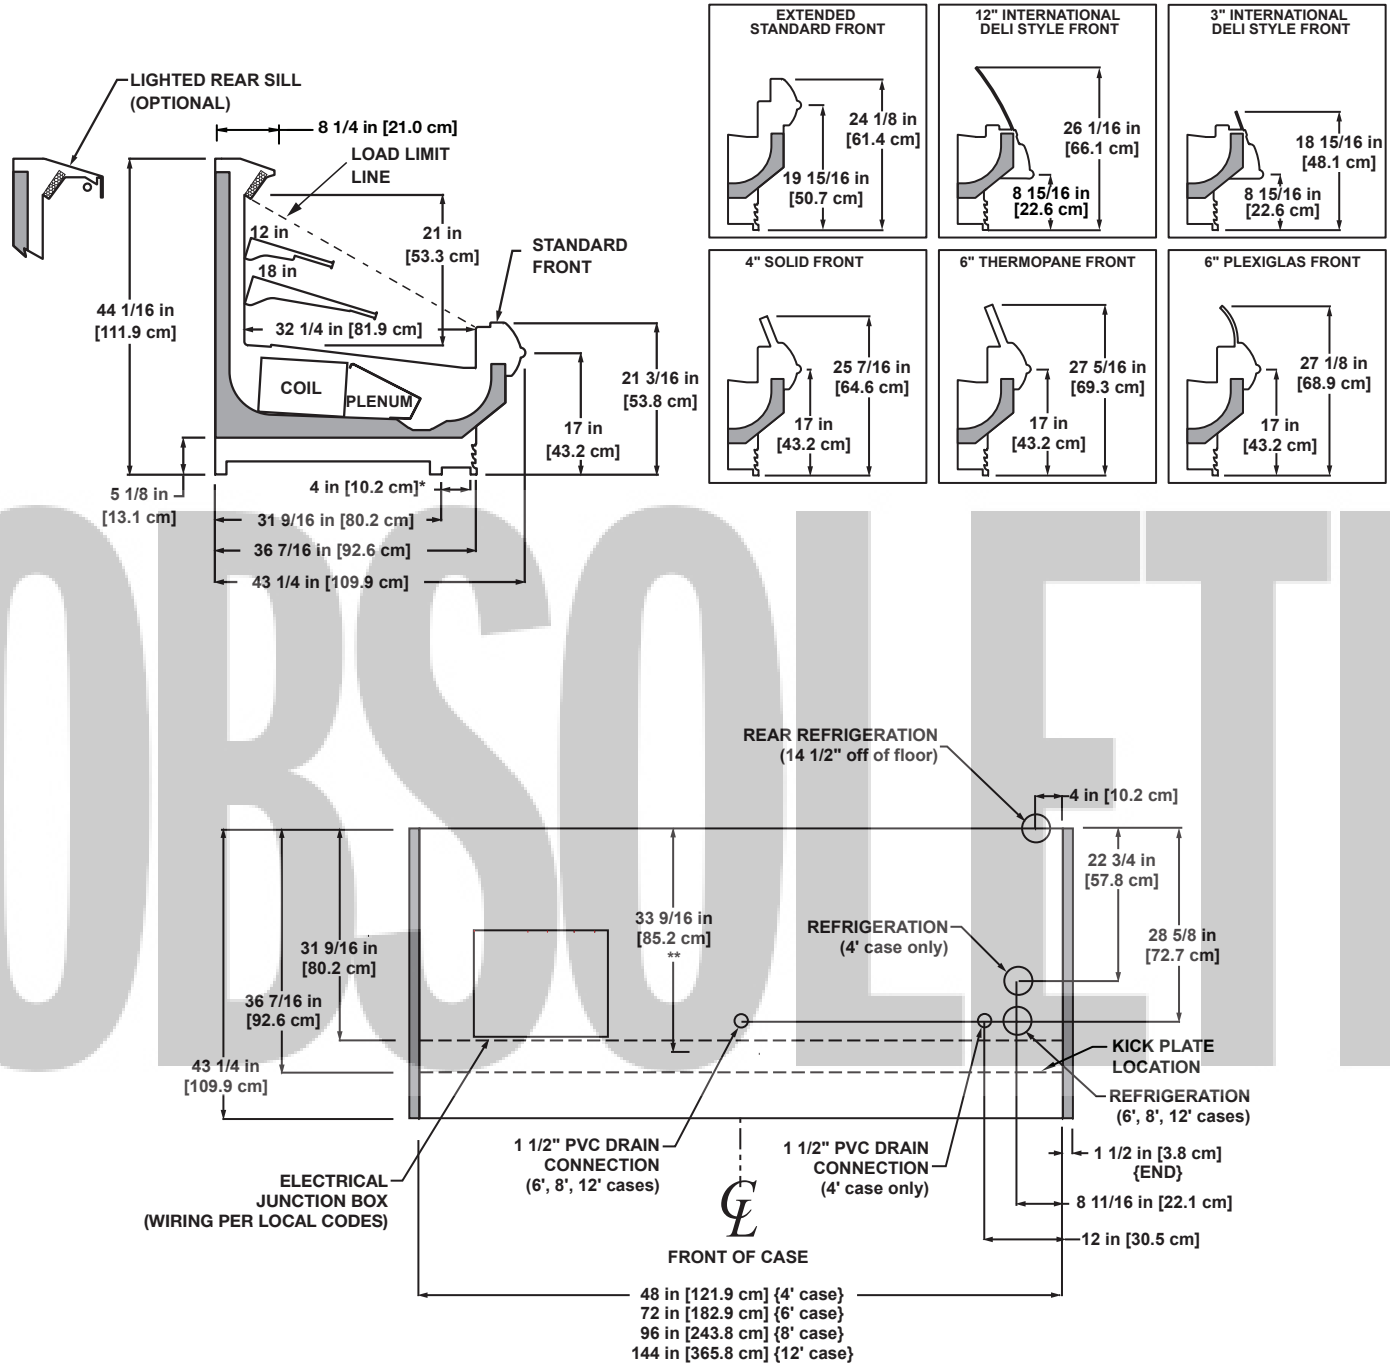 LIGHTED REAR SILL
(OPTIONAL)
8 1/4 in [21.0 cm]
LOAD LIMIT
LINE
12 in
18 in
21 in
[53.3 cm]
STANDARD
FRONT
44 1/16 in
[111.9 cm]
32 1/4 in [81.9 cm]
COIL
PLENUM
21 3/16 in
[53.8 cm]
17 in
[43.2 cm]
5 1/8 in
[13.1 cm]
4 in [10.2 cm]*
31 9/16 in [80.2 cm]
36 7/16 in [92.6 cm]
43 1/4 in [109.9 cm]
EXTENDED
STANDARD FRONT
24 1/8 in
[61.4 cm]
19 15/16 in
[50.7 cm]
12" INTERNATIONAL
DELI STYLE FRONT
26 1/16 in
[66.1 cm]
8 15/16 in
[22.6 cm]
3" INTERNATIONAL
DELI STYLE FRONT
18 15/16 in
[48.1 cm]
8 15/16 in
[22.6 cm]
4" SOLID FRONT
25 7/16 in
[64.6 cm]
17 in
[43.2 cm]
6" THERMOPANE FRONT
27 5/16 in
[69.3 cm]
17 in
[43.2 cm]
6" PLEXIGLAS FRONT
27 1/8 in
[68.9 cm]
17 in
[43.2 cm]
OBSOLETE
REAR REFRIGERATION
(14 1/2" off of floor)
4 in [10.2 cm]
22 3/4 in
[57.8 cm]
28 5/8 in
[72.7 cm]
33 9/16 in
[85.2 cm]
**
REFRIGERATION
(4' case only)
31 9/16 in
[80.2 cm]
36 7/16 in
[92.6 cm]
43 1/4 in
[109.9 cm]
KICK PLATE
LOCATION
REFRIGERATION
(6', 8', 12' cases)
1 1/2 in [3.8 cm]
{END}
8 11/16 in [22.1 cm]
12 in [30.5 cm]
1 1/2" PVC DRAIN
CONNECTION
(6', 8', 12' cases)
1 1/2" PVC DRAIN
CONNECTION
(4' case only)
ELECTRICAL
JUNCTION BOX
(WIRING PER LOCAL CODES)
CL
FRONT OF CASE
48 in [121.9 cm] {4' case}
72 in [182.9 cm] {6' case}
96 in [243.8 cm] {8' case}
144 in [365.8 cm] {12' case}